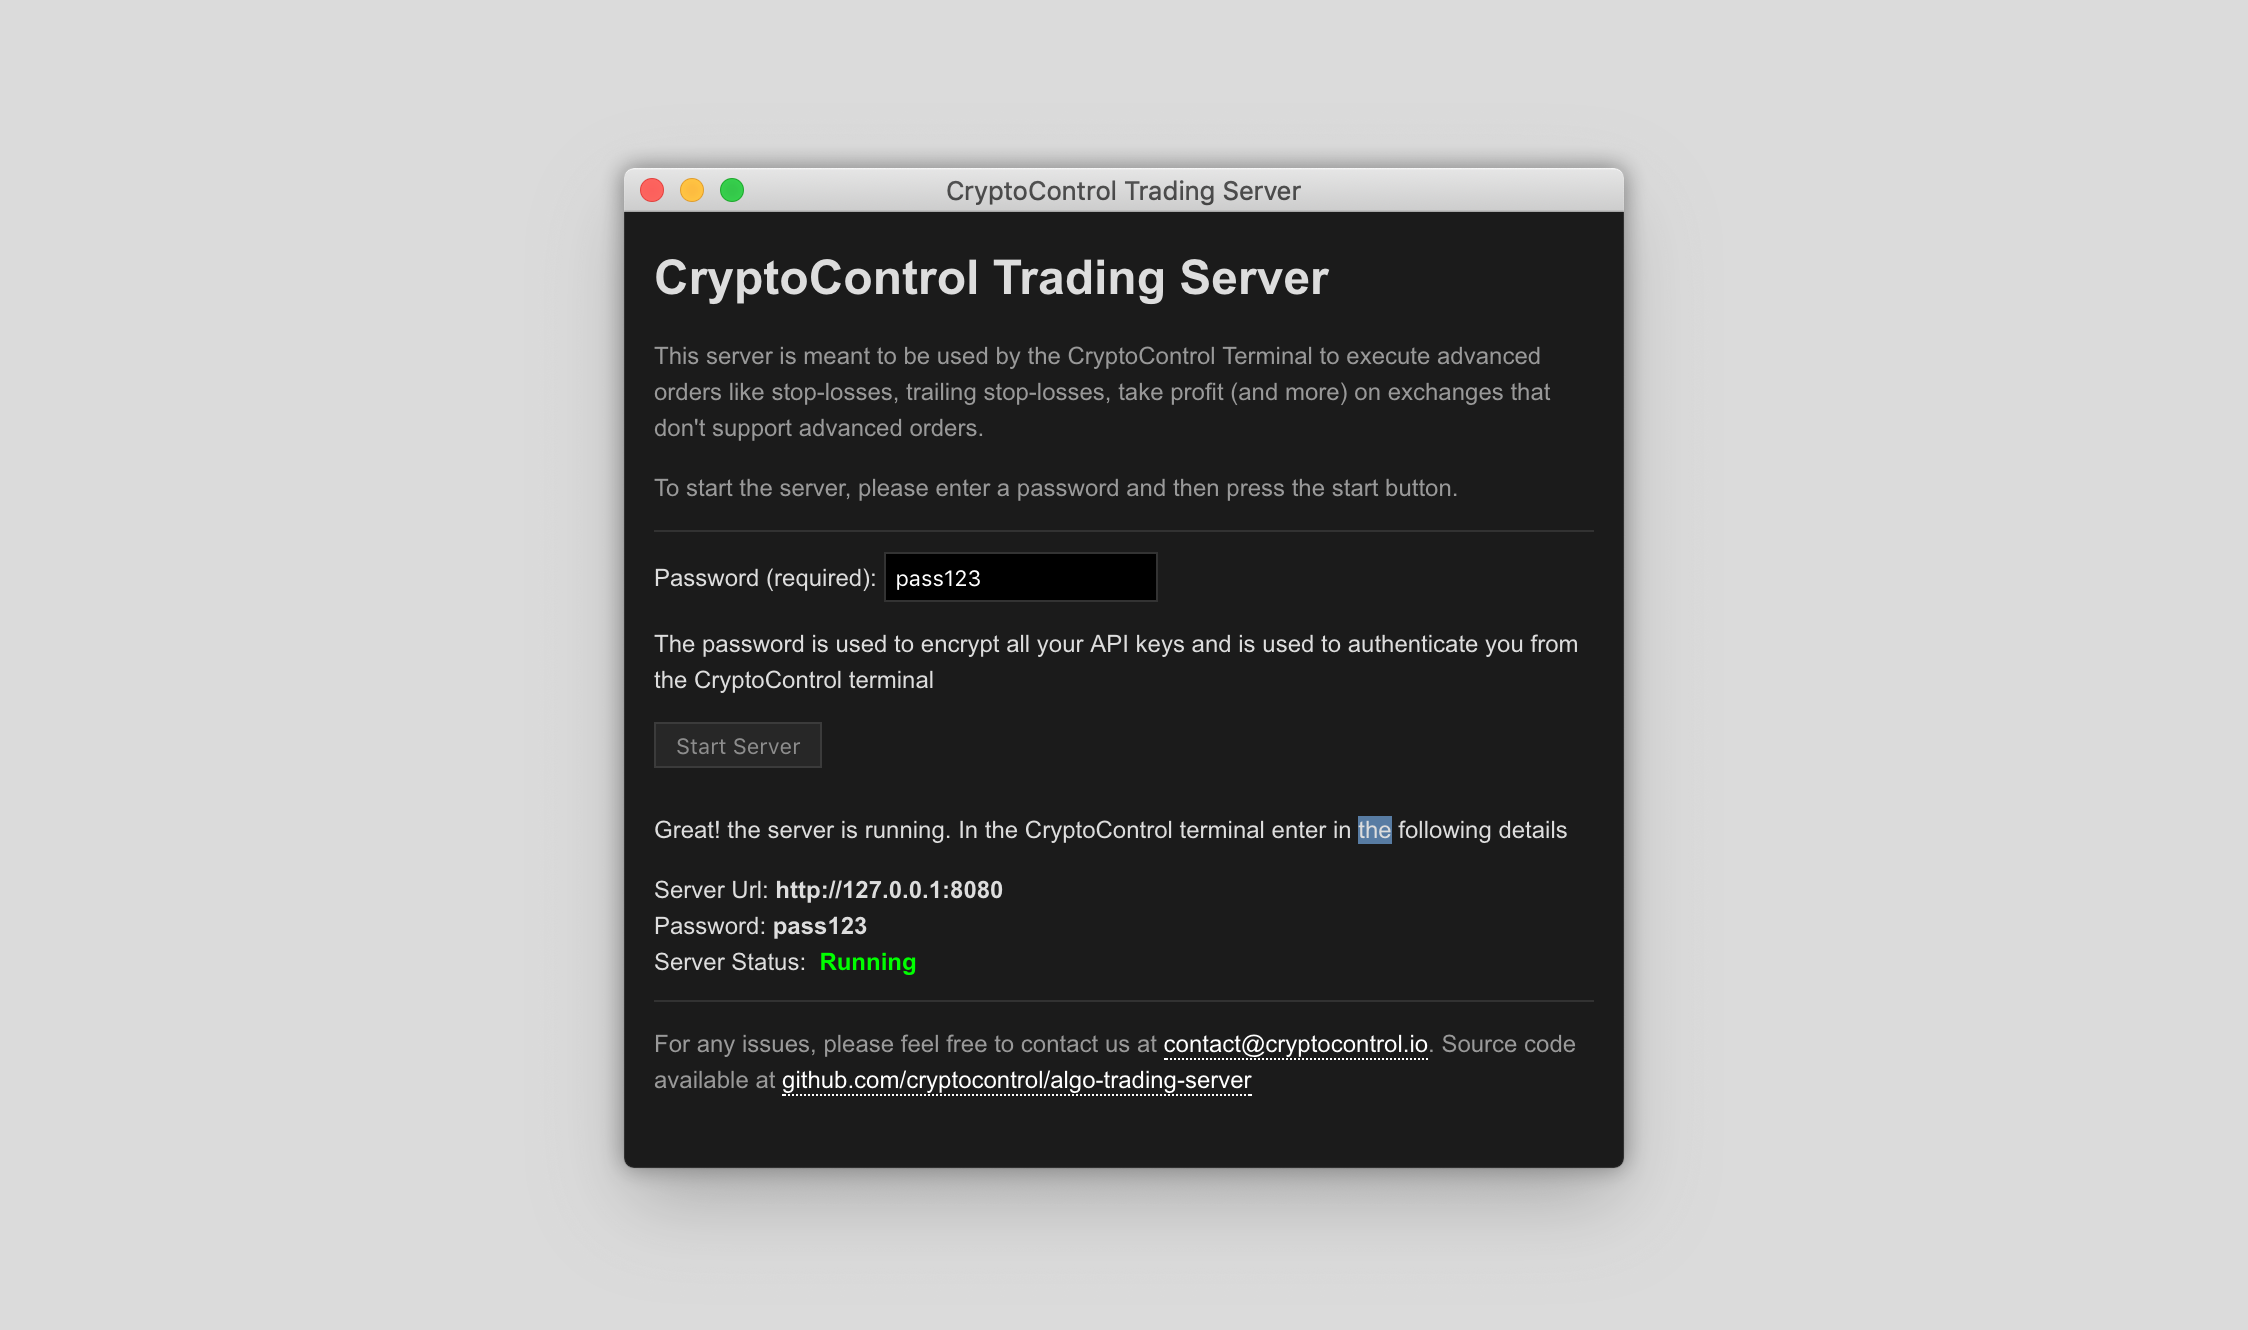 CryptoControl Trading Server
CryptoControl Trading Server
This server is meant to be used by the CryptoControl Terminal to execute advanced
orders like stop-losses, trailing stop-losses, take profit (and more) on exchanges that
don't support advanced orders.
To start the server, please enter a password and then press the start button.
Password (required): pass123
The password is used to encrypt all your API keys and is used to authenticate you from
the CryptoControl terminal
Start Server
Great! the server is running. In the CryptoControl terminal enter in the following details
Server Url: http://127.0.0.1:8080
Password: pass123
Server Status: Running
For any issues, please feel free to contact us at contact@cryptocontrol.io. Source code
available at github.com/cryptocontrol/algo-trading-server